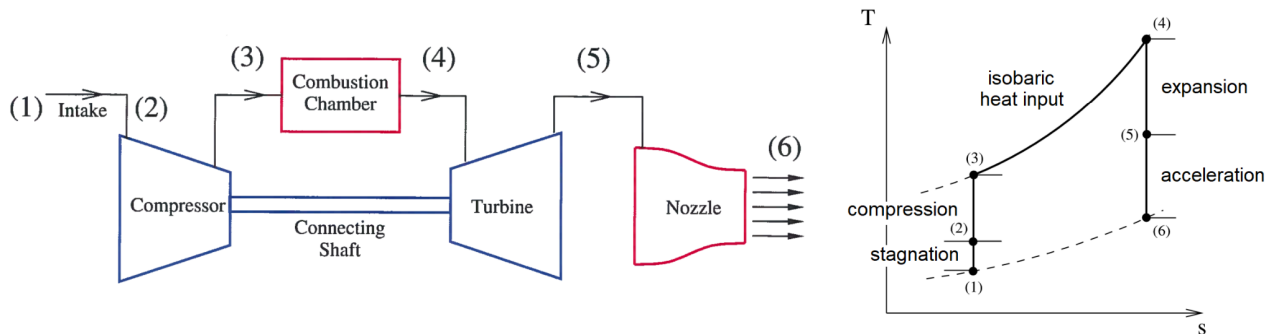 (1)
Intake
(2)
(3)
Combustion
Chamber
(4)
(5)
(6)
Compressor
Connecting
Shaft
Turbine
Nozzle
T
(4)
isobaric
heat input
expansion
(5)
(3)
acceleration
compression
(2)
stagnation
(6)
(1)
s